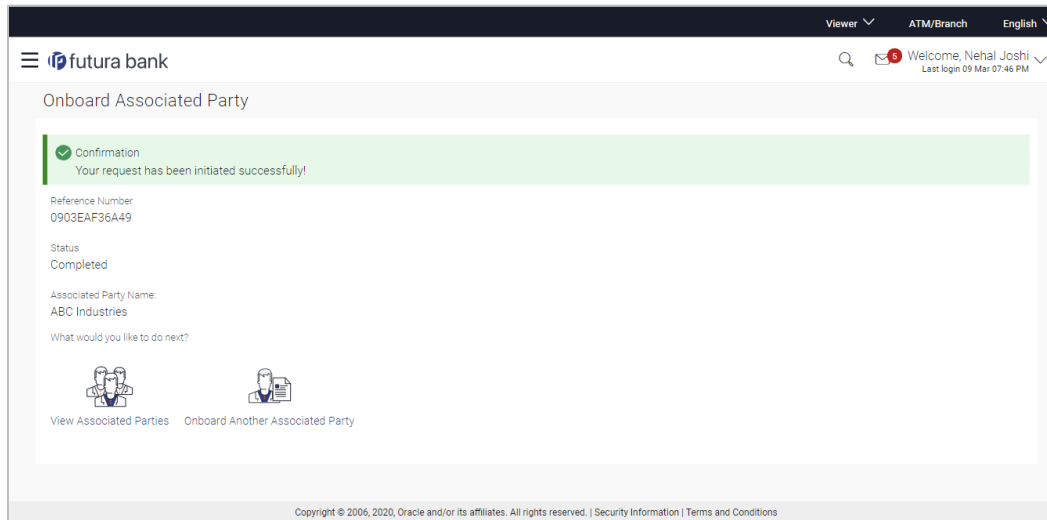 Viewer ATM/Branch English
futura bank 5 Welcome, Nehal Joshi
Last login 09 Mar 07:46 PM
Onboard Associated Party
Confirmation
Your request has been initiated successfully!
Reference Number
0903EAF36A49
Status
Completed
Associated Party Name:
ABC Industries
What would you like to do next?
View Associated Parties Onboard Another Associated Party
Copyright © 2006, 2020, Oracle and/or its affiliates. All rights reserved. | Security Information | Terms and Conditions